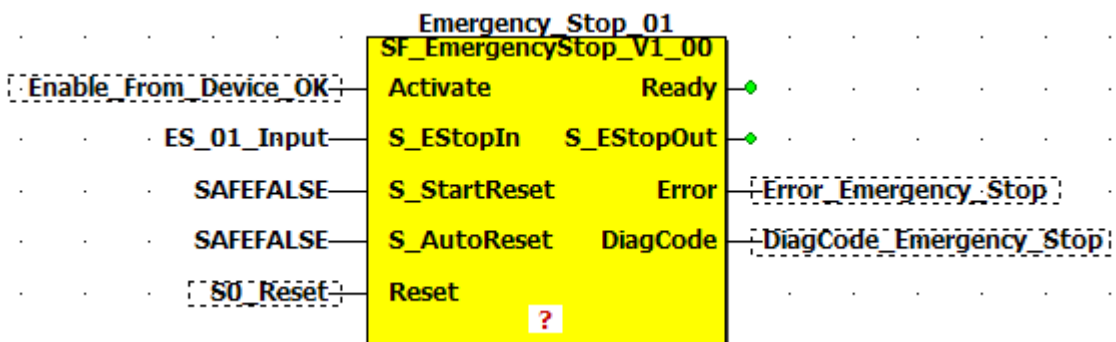 Emergency_Stop_01
SF_EmergencyStop_V1_00
Enable_From_Device_OK Activate Ready
ES_01_Input S_EStopIn S_EStopOut
SAFEFALSE S_StartReset Error Error_Emergency_Stop
SAFEFALSE S_AutoReset DiagCode DiagCode_Emergency_Stop
S0_Reset Reset
?